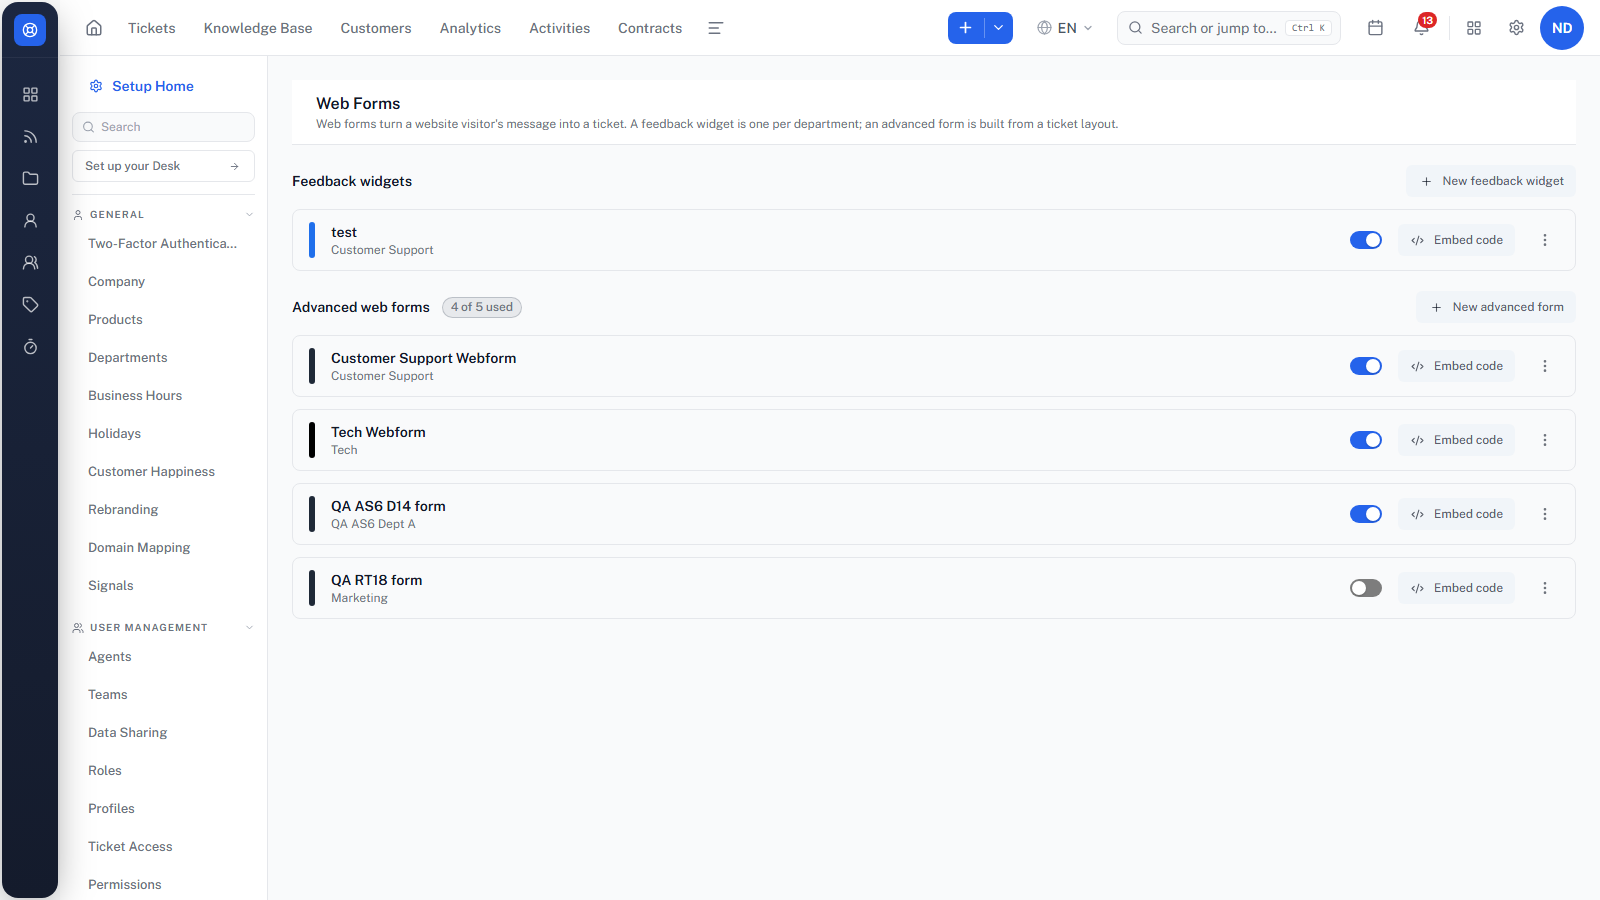 Tickets
Knowledge Base
Customers
Analytics
Activities
Contracts
EN
Search or jump to...
Ctrl K
13
ND
Setup Home
Search
Set up your Desk
GENERAL
Two-Factor Authentica...
Company
Products
Departments
Business Hours
Holidays
Customer Happiness
Rebranding
Domain Mapping
Signals
USER MANAGEMENT
Agents
Teams
Data Sharing
Roles
Profiles
Ticket Access
Permissions
Web Forms
Web forms turn a website visitor's message into a ticket. A feedback widget is one per department; an advanced form is built from a ticket layout.
Feedback widgets
New feedback widget
test
Customer Support
Embed code
Advanced web forms
4 of 5 used
New advanced form
Customer Support Webform
Customer Support
Embed code
Tech Webform
Tech
Embed code
QA AS6 D14 form
QA AS6 Dept A
Embed code
QA RT18 form
Marketing
Embed code